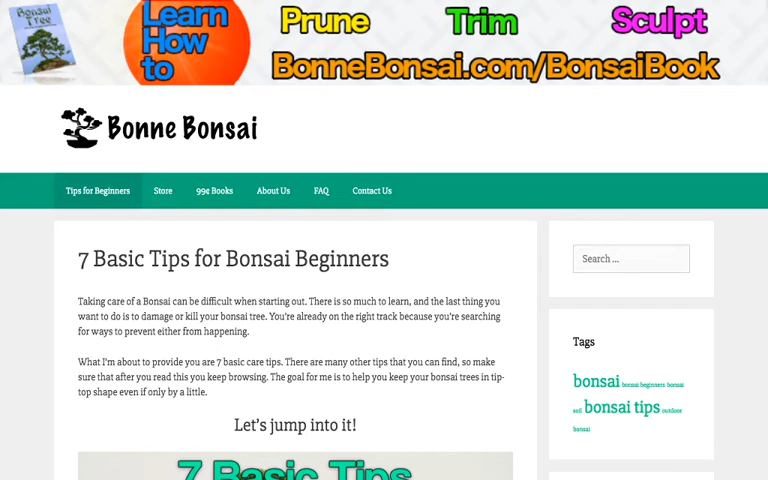 Bonsai
Tree
Learn
How
to
Prune
Trim
Sculpt
BonneBonsai.com/BonsaiBook
Bonne Bonsai
Tips for Beginners
Store
99¢ Books
About Us
FAQ
Contact Us
7 Basic Tips for Bonsai Beginners
Taking care of a Bonsai can be difficult when starting out. There is so much to learn, and the last thing you
want to do is to damage or kill your bonsai tree. You're already on the right track because you're searching
for ways to prevent either from happening.
What I'm about to provide you are 7 basic care tips. There are many other tips that you can find, so make
sure that after you read this you keep browsing. The goal for me is to help you keep your bonsai trees in tip-
top shape even if only by a little.
Let's jump into it!
7 Basic Tips
Search ...
Tags
bonsai bonsai beginners bonsai
soil bonsai tips outdoor
bonsai